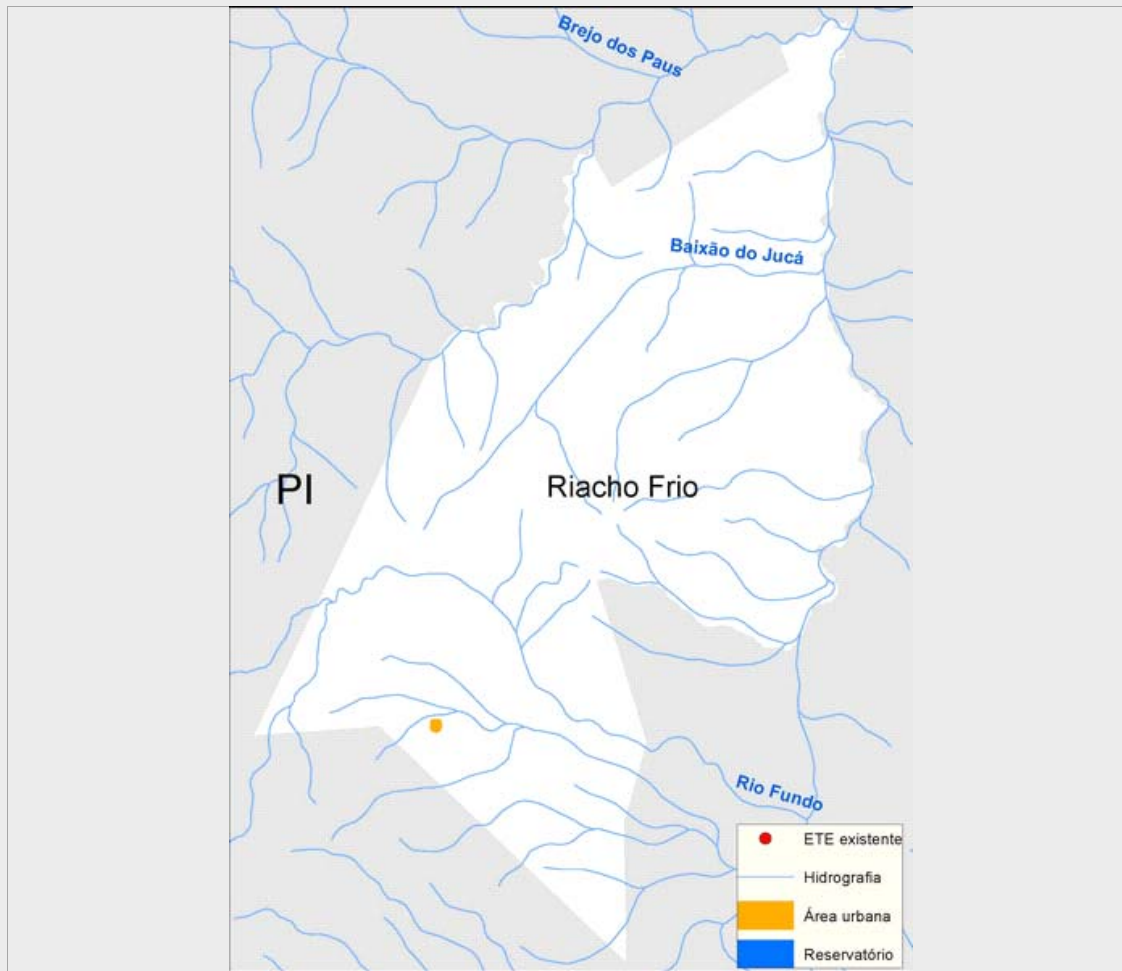 Brejo dos Paus
Baixão do Jucá
PI
Riacho Frio
Rio Fundo
ETE existente
Hidrografia
Área urbana
Reservatório